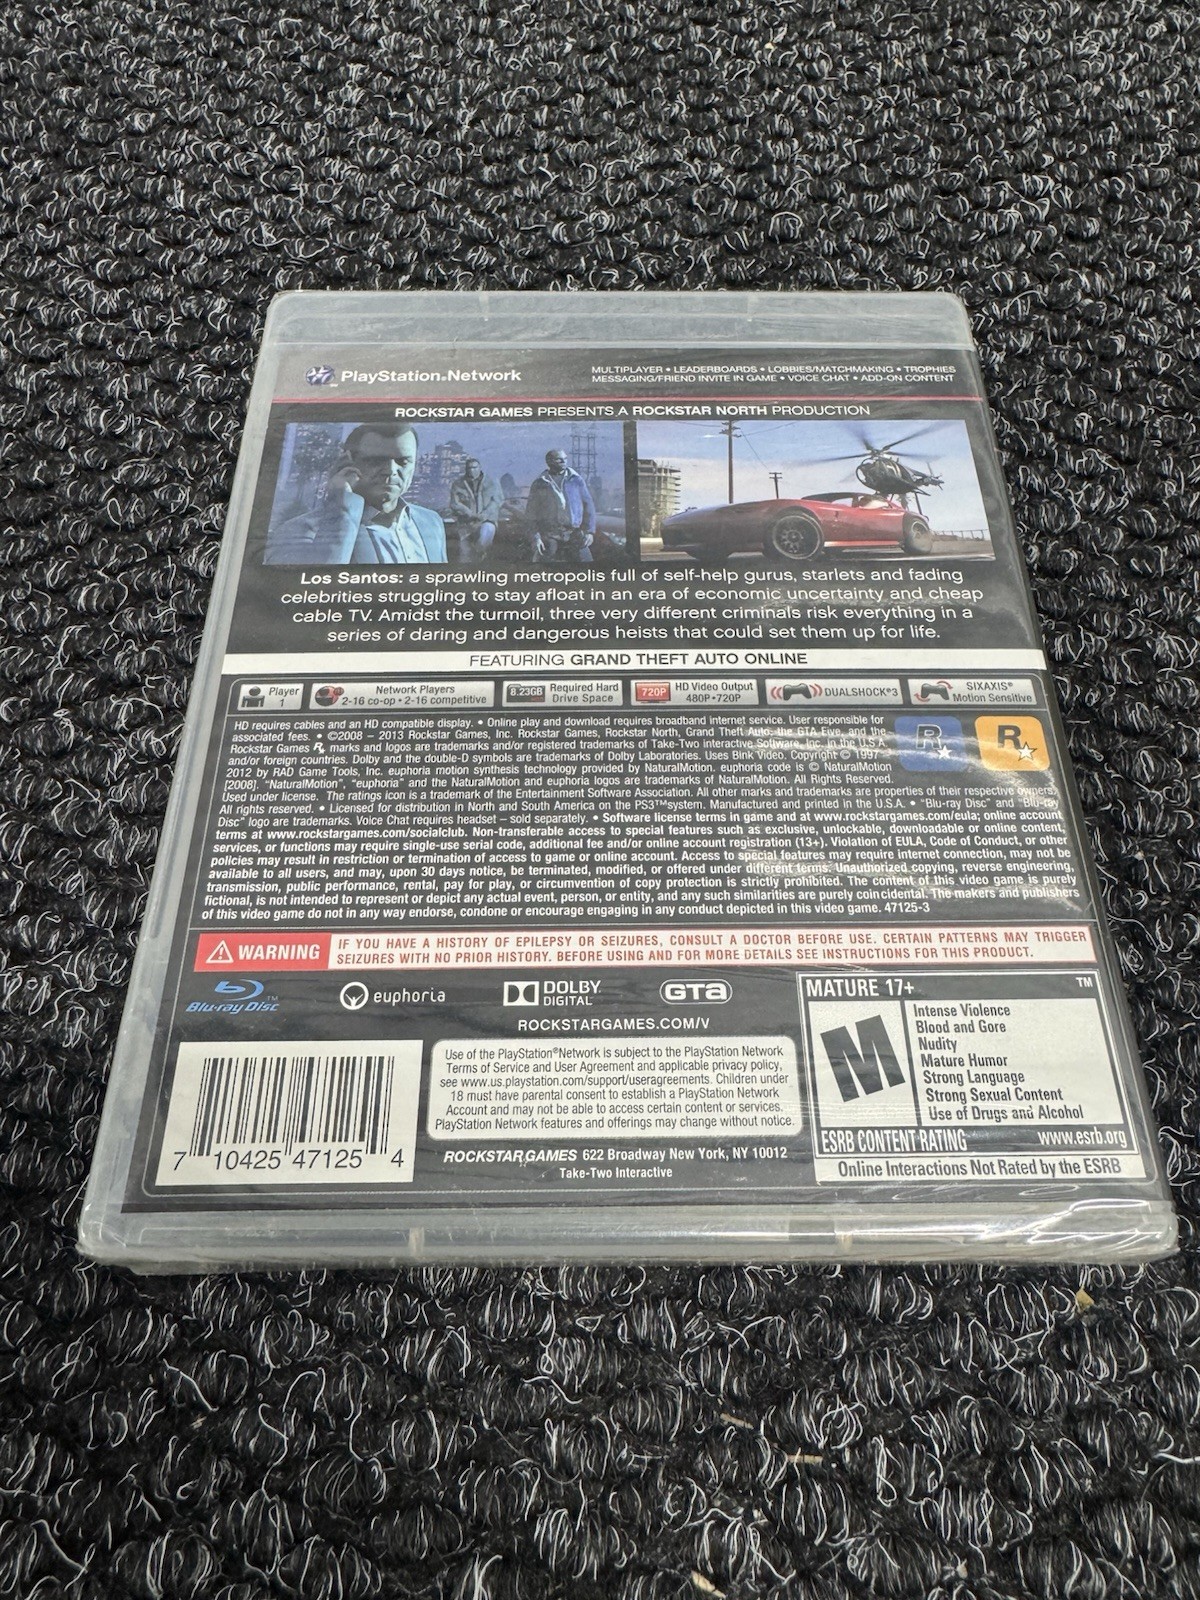 PlayStation®Network
MULTIPLAYER • LEADERBOARDS • LOBBIES/MATCHMAKING • TROPHIES
MESSAGING/FRIEND INVITE IN GAME • VOICE CHAT • ADD-ON CONTENT
ROCKSTAR GAMES PRESENTS A ROCKSTAR NORTH PRODUCTION
Los Santos: a sprawling metropolis full of self-help gurus, starlets and fading
celebrities struggling to stay afloat in an era of economic uncertainty and cheap
cable TV. Amidst the turmoil, three very different criminals risk everything in a
series of daring and dangerous heists that could set them up for life.
FEATURING GRAND THEFT AUTO ONLINE
Player
1
Network Players
2-16 co-op • 2-16 competitive
8.23GB
Required Hard
Drive Space
720P
HD Video Output
480P • 720P
DUALSHOCK®3
SIXAXIS®
Motion Sensitive
HD requires cables and an HD compatible display. • Online play and download requires broadband internet service. User responsible for
associated fees. • ©2008 – 2013 Rockstar Games, Inc. Rockstar Games, Rockstar North, Grand Theft Auto, the GTA Five, and the
Rockstar Games R★ marks and logos are trademarks and/or registered trademarks of Take-Two interactive Software, Inc. in the U.S.A.
and/or foreign countries. Dolby and the double-D symbols are trademarks of Dolby Laboratories. Uses Bink Video. Copyright © 1997–
2012 by RAD Game Tools, Inc. euphoria motion synthesis technology provided by NaturalMotion. euphoria code is © NaturalMotion
[2008]. "NaturalMotion", "euphoria" and the NaturalMotion and euphoria logos are trademarks of NaturalMotion. All Rights Reserved.
Used under license. The ratings icon is a trademark of the Entertainment Software Association. All other marks and trademarks are properties of their respective owners.
All rights reserved. • Licensed for distribution in North and South America on the PS3™system. Manufactured and printed in the U.S.A. • "Blu-ray Disc" and "Blu-ray
Disc" logo are trademarks. Voice Chat requires headset – sold separately. • Software license terms in game and at www.rockstargames.com/eula; online account
terms at www.rockstargames.com/socialclub. Non-transferable access to special features such as exclusive, unlockable, downloadable or online content,
services, or functions may require single-use serial code, additional fee and/or online account registration (13+). Violation of EULA, Code of Conduct, or other
policies may result in restriction or termination of access to game or online account. Access to special features may require internet connection, may not be
available to all users, and may, upon 30 days notice, be terminated, modified, or offered under different terms. Unauthorized copying, reverse engineering,
transmission, public performance, rental, pay for play, or circumvention of copy protection is strictly prohibited. The content of this video game is purely
fictional, is not intended to represent or depict any actual event, person, or entity, and any such similarities are purely coincidental. The makers and publishers
of this video game do not in any way endorse, condone or encourage engaging in any conduct depicted in this video game. 47125-3
R★
R★
WARNING
IF YOU HAVE A HISTORY OF EPILEPSY OR SEIZURES, CONSULT A DOCTOR BEFORE USE. CERTAIN PATTERNS MAY TRIGGER
SEIZURES WITH NO PRIOR HISTORY. BEFORE USING AND FOR MORE DETAILS SEE INSTRUCTIONS FOR THIS PRODUCT.
Blu-ray Disc™
euphoria
DOLBY
DIGITAL
GTA
ROCKSTARGAMES.COM/V
MATURE 17+ ™
M
Intense Violence
Blood and Gore
Nudity
Mature Humor
Strong Language
Strong Sexual Content
Use of Drugs and Alcohol
ESRB CONTENT RATING www.esrb.org
Online Interactions Not Rated by the ESRB
Use of the PlayStation®Network is subject to the PlayStation Network
Terms of Service and User Agreement and applicable privacy policy,
see www.us.playstation.com/support/useragreements. Children under
18 must have parental consent to establish a PlayStation Network
Account and may not be able to access certain content or services.
PlayStation Network features and offerings may change without notice.
7 10425 47125 4
ROCKSTAR GAMES 622 Broadway New York, NY 10012
Take-Two Interactive